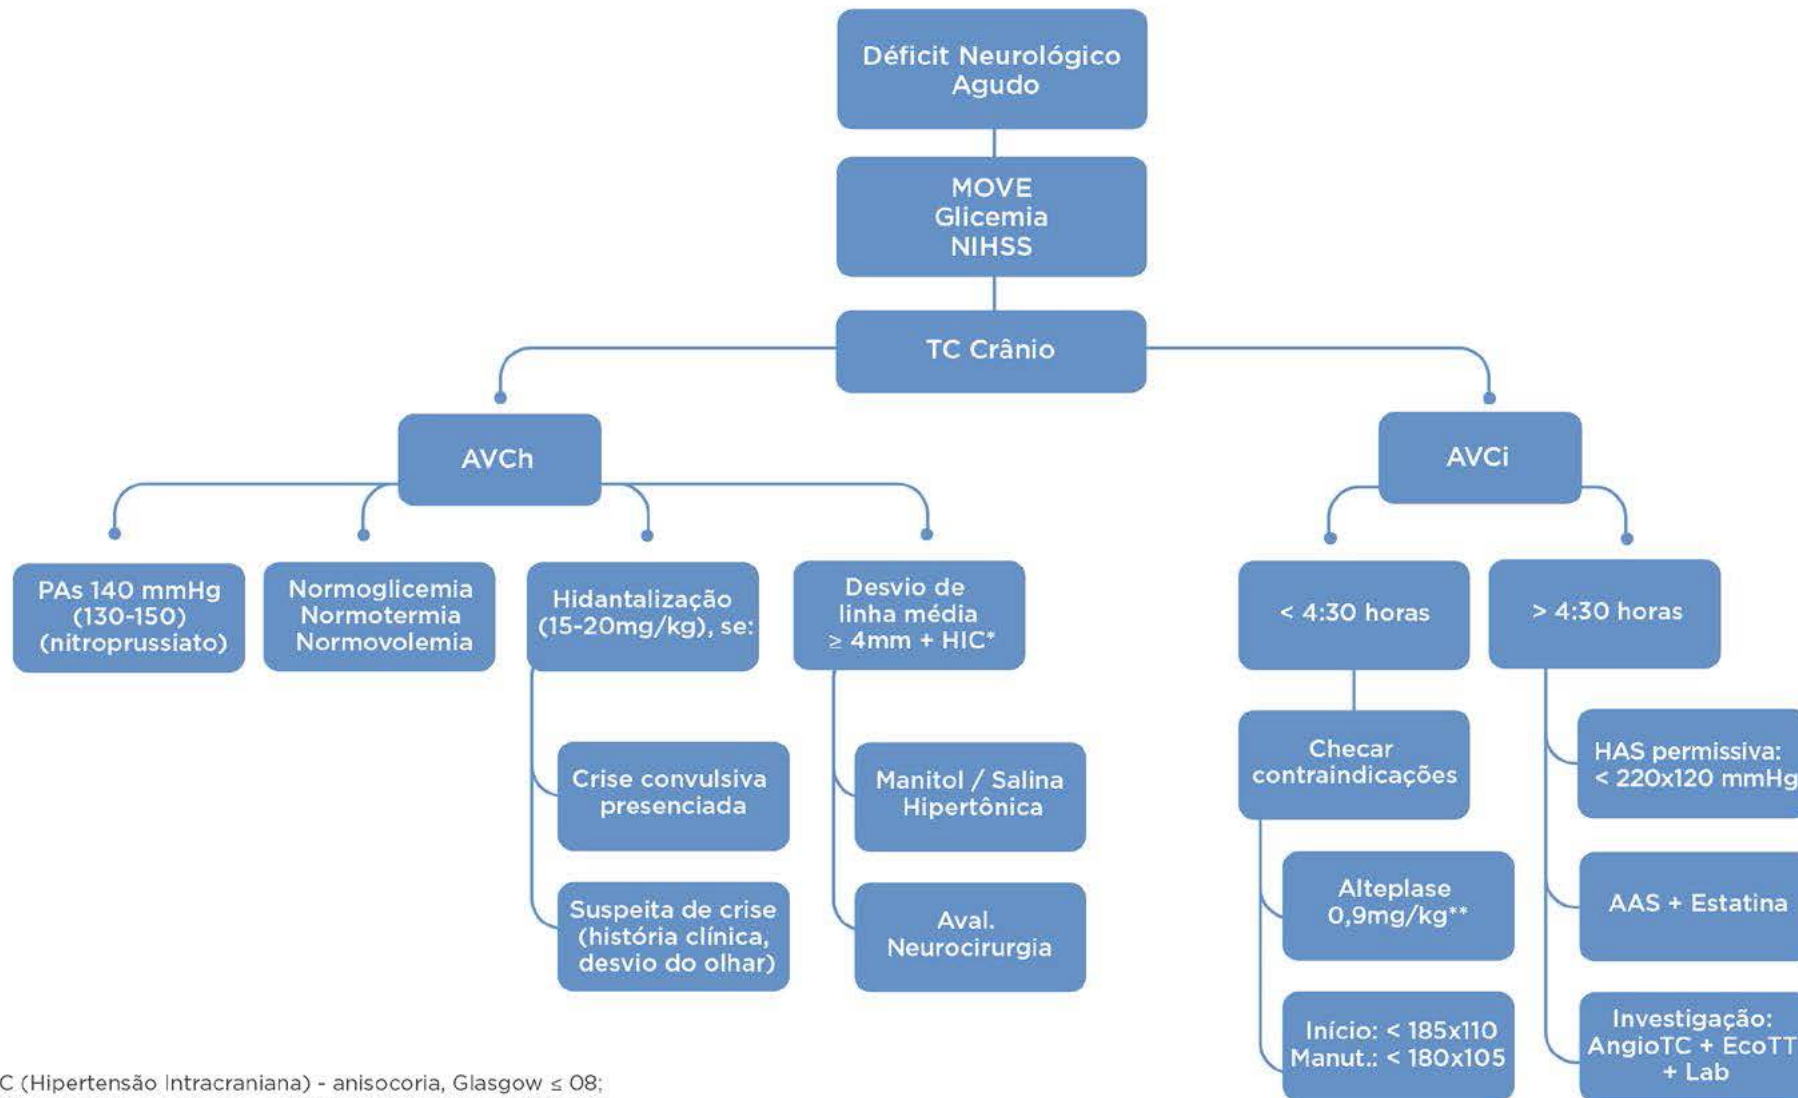 Déficit Neurológico
Agudo
MOVE
Glicemia
NIHSS
TC Crânio
AVCh
AVCi
PAs 140 mmHg
(130-150)
(nitroprussiato)
Normoglicemia
Normotermia
Normovolemia
Hidantalização
(15-20mg/kg), se:
Crise convulsiva
presenciada
Suspeita de crise
(história clínica,
desvio do olhar)
Desvio de
linha média
≥ 4mm + HIC*
Manitol / Salina
Hipertônica
Aval.
Neurocirurgia
< 4:30 horas
Checar
contraindicações
Alteplase
0,9mg/kg**
Início: < 185x110
Manut.: < 180x105
> 4:30 horas
HAS permissiva:
< 220x120 mmHg
AAS + Estatina
Investigação:
AngioTC + EcoTT
+ Lab
C (Hipertensão Intracraniana) - anisocoria, Glasgow ≤ 08;